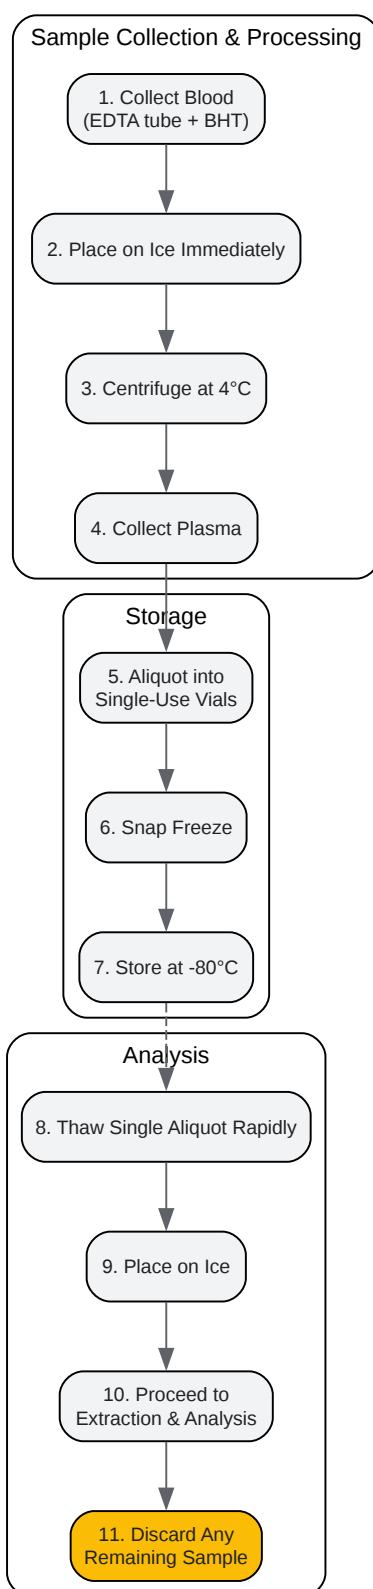 Sample Collection & Processing
1. Collect Blood
(EDTA tube + BHT)
2. Place on Ice Immediately
3. Centrifuge at 4°C
4. Collect Plasma
Storage
5. Aliquot into
Single-Use Vials
6. Snap Freeze
7. Store at -80°C
Analysis
8. Thaw Single Aliquot Rapidly
9. Place on Ice
10. Proceed to
Extraction & Analysis
11. Discard Any
Remaining Sample